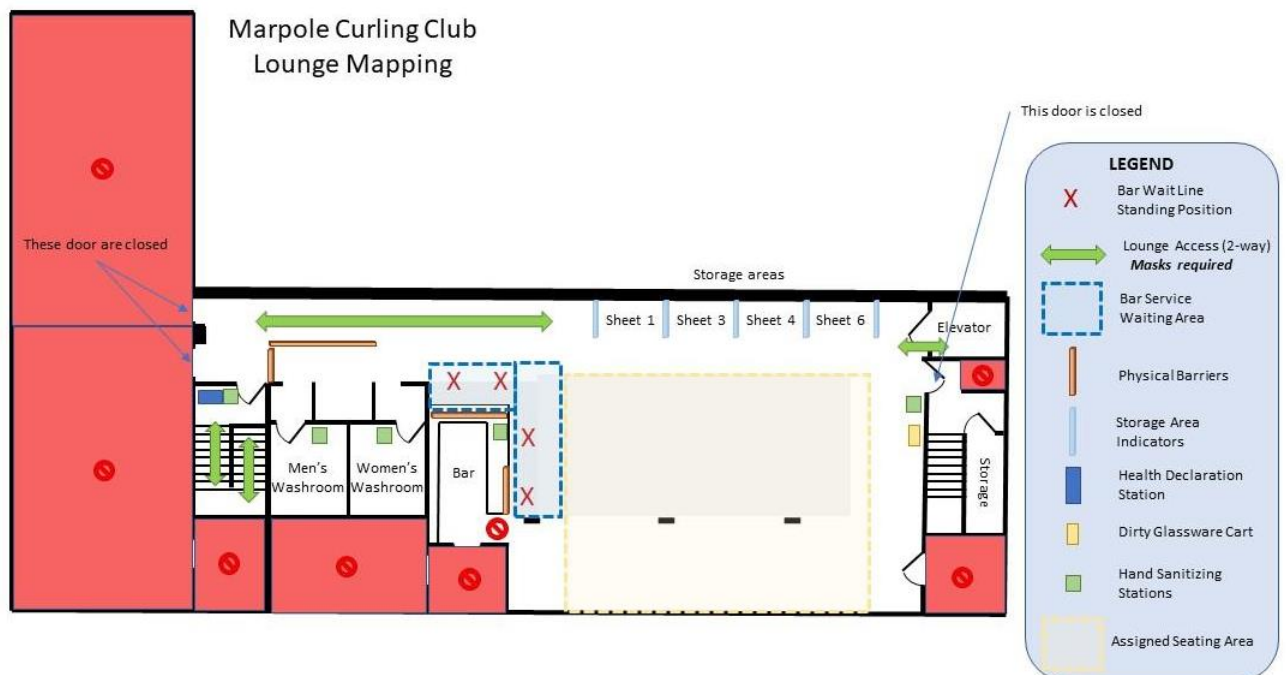 Marpole Curling Club
Lounge Mapping
This door is closed
These door are closed
Storage areas
Sheet 1
Sheet 3
Sheet 4
Sheet 6
Elevator
X X
X
X
Men's
Washroom
Women's
Washroom
Bar
Storage
LEGEND
X
Bar Wait Line
Standing Position
Lounge Access (2-way)
Masks required
Bar Service
Waiting Area
Physical Barriers
Storage Area
Indicators
Health Declaration
Station
Dirty Glassware Cart
Hand Sanitizing
Stations
Assigned Seating Area